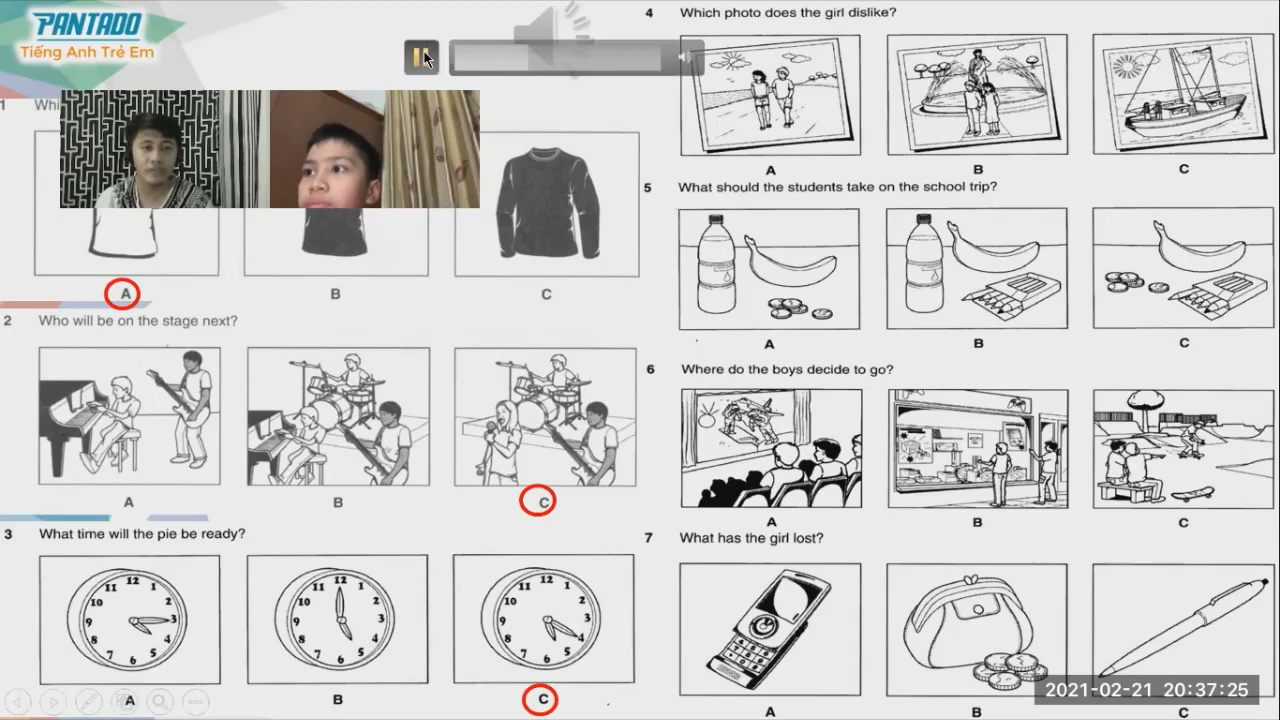 PANTADO
Tiếng Anh Trẻ Em
1
A
B
C
2 Who will be on the stage next?
A
B
C
3 What time will the pie be ready?
A
B
C
4 Which photo does the girl dislike?
A
B
C
5 What should the students take on the school trip?
A
B
C
6 Where do the boys decide to go?
A
B
C
7 What has the girl lost?
A
B
C
2021-02-21 20:37:25